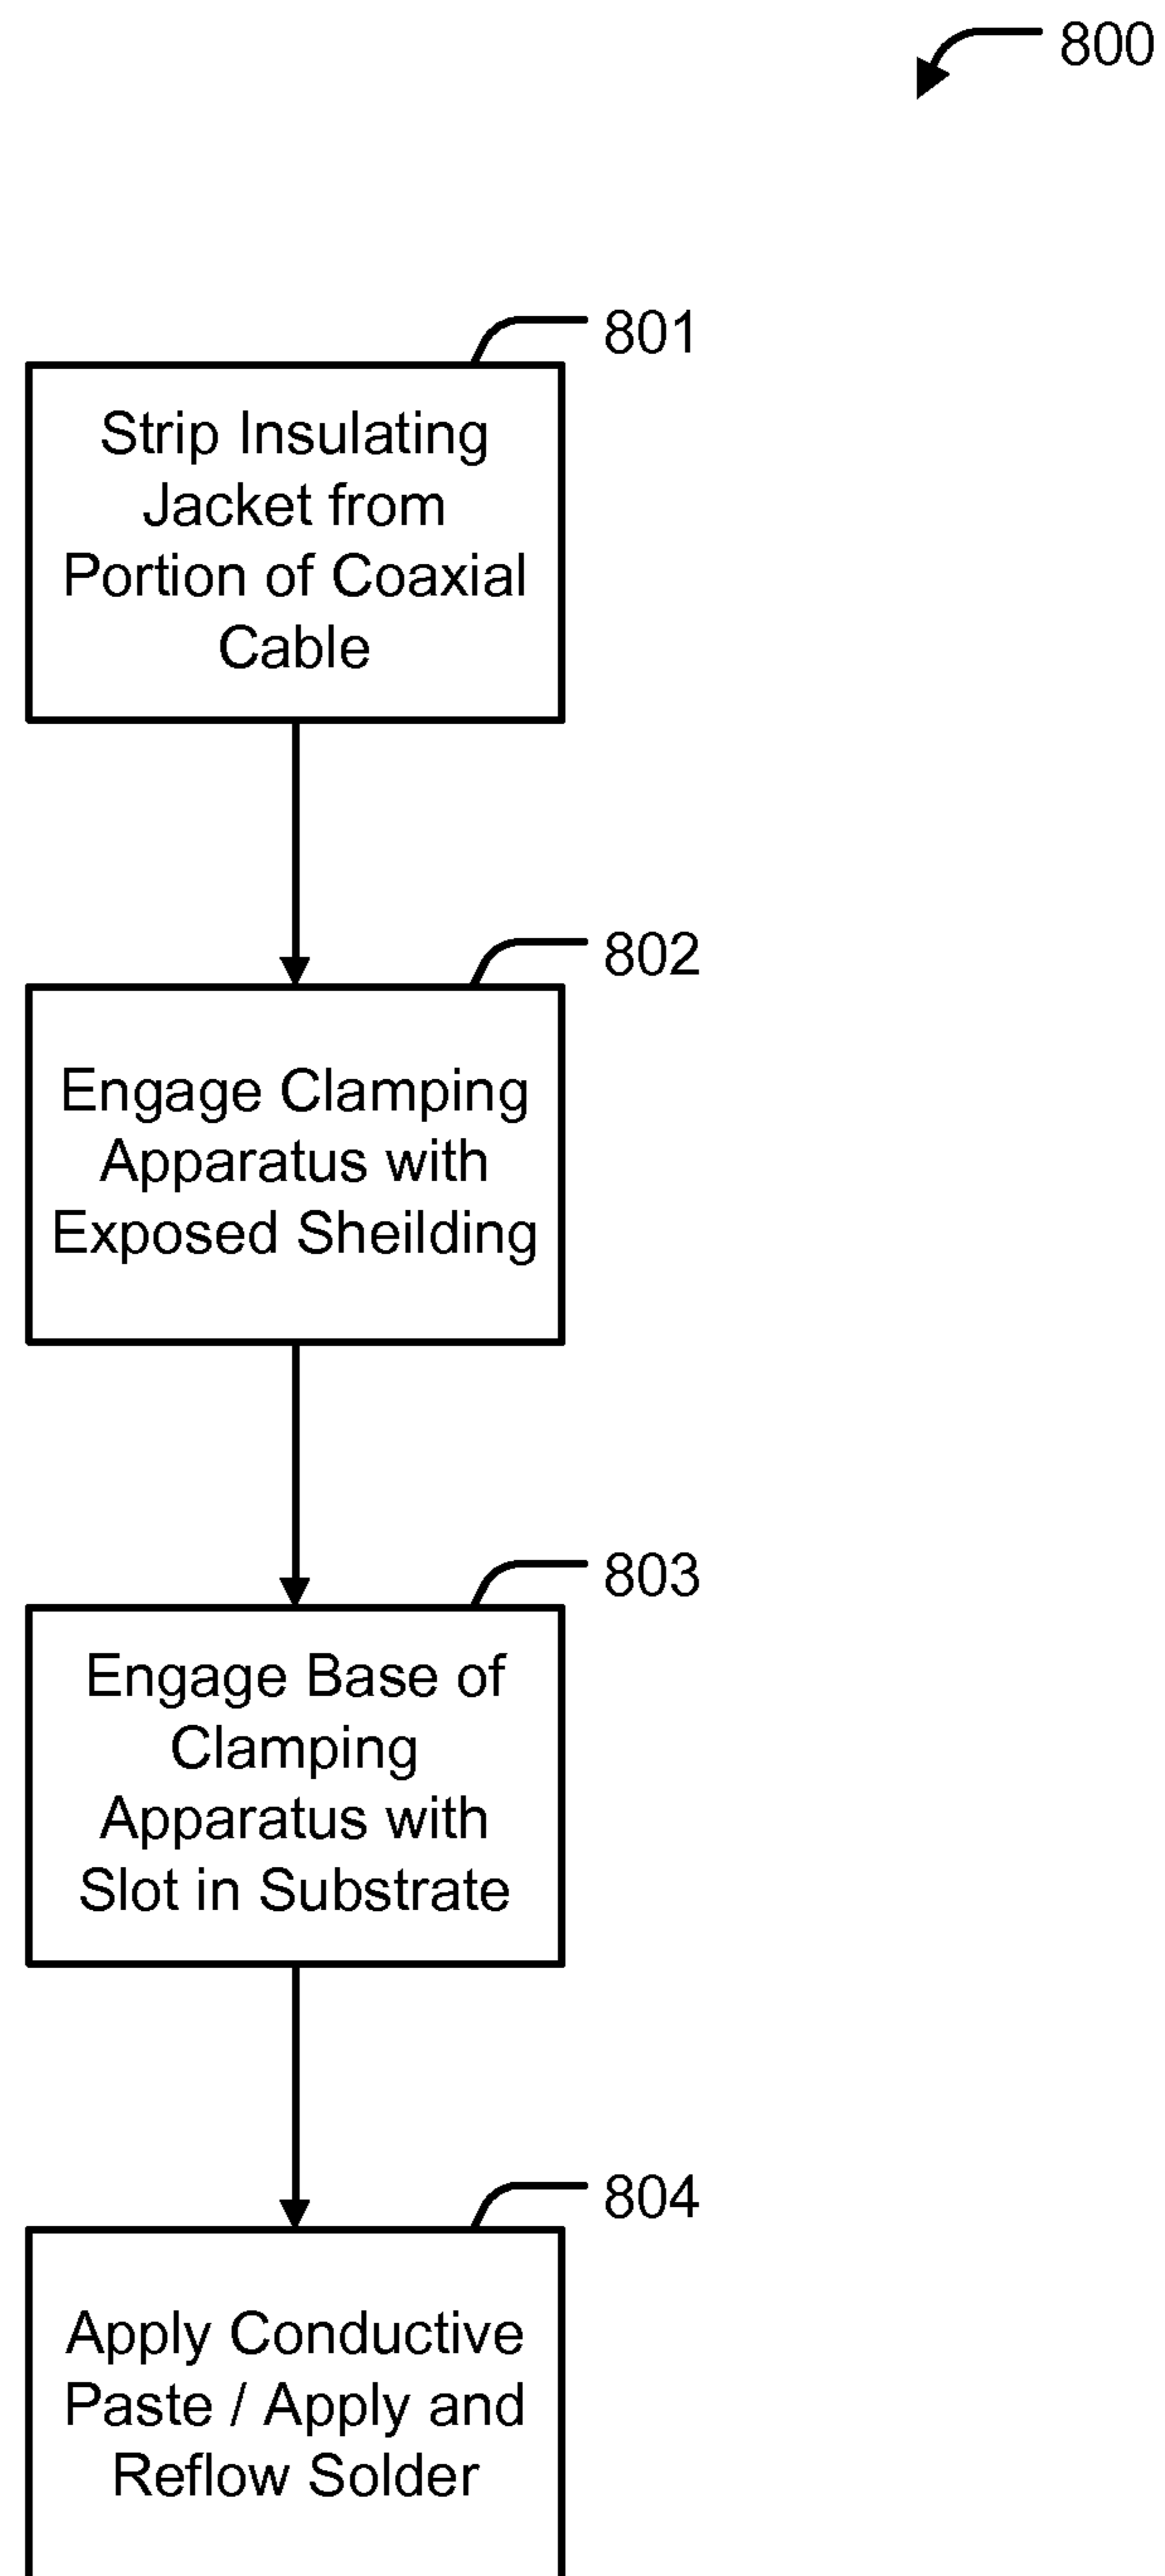 800
801
Strip Insulating
Jacket from
Portion of Coaxial
Cable
802
Engage Clamping
Apparatus with
Exposed Sheilding
803
Engage Base of
Clamping
Apparatus with
Slot in Substrate
804
Apply Conductive
Paste / Apply and
Reflow Solder